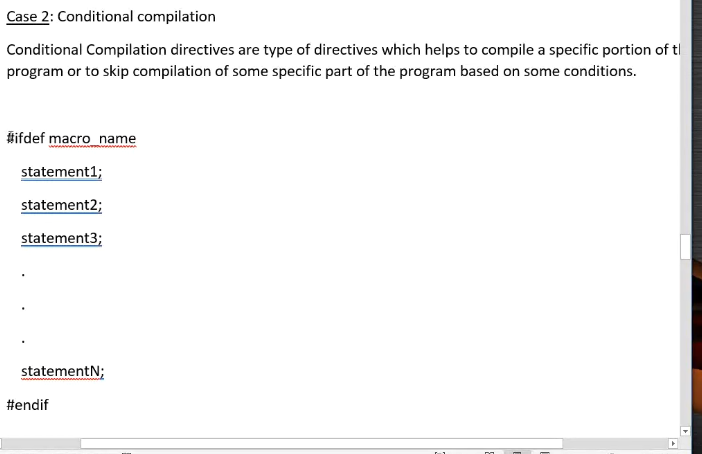 Case 2: Conditional compilation
Conditional Compilation directives are type of directives which helps to compile a specific portion of
program or to skip compilation of some specific part of the program based on some conditions.
#ifdef macro_name
statement1;
statement2;
statement3;
.
.
.
statementN;
#endif